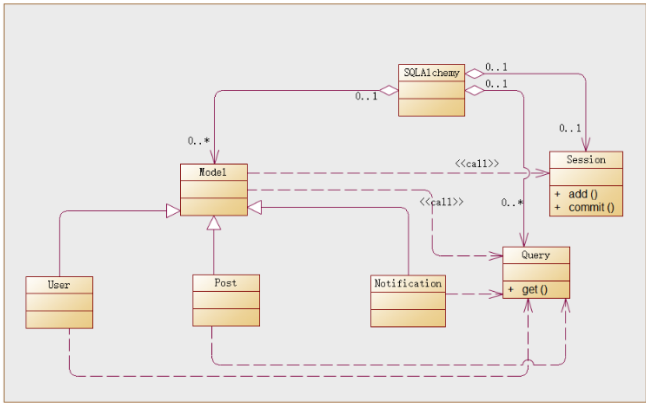 SQLAlchemy
0..1
0..1
0..1
0..*
0..1
Model
<<call>>
Session
+ add ()
+ commit ()
<<call>>
0..*
Query
+ get ()
User
Post
Notification